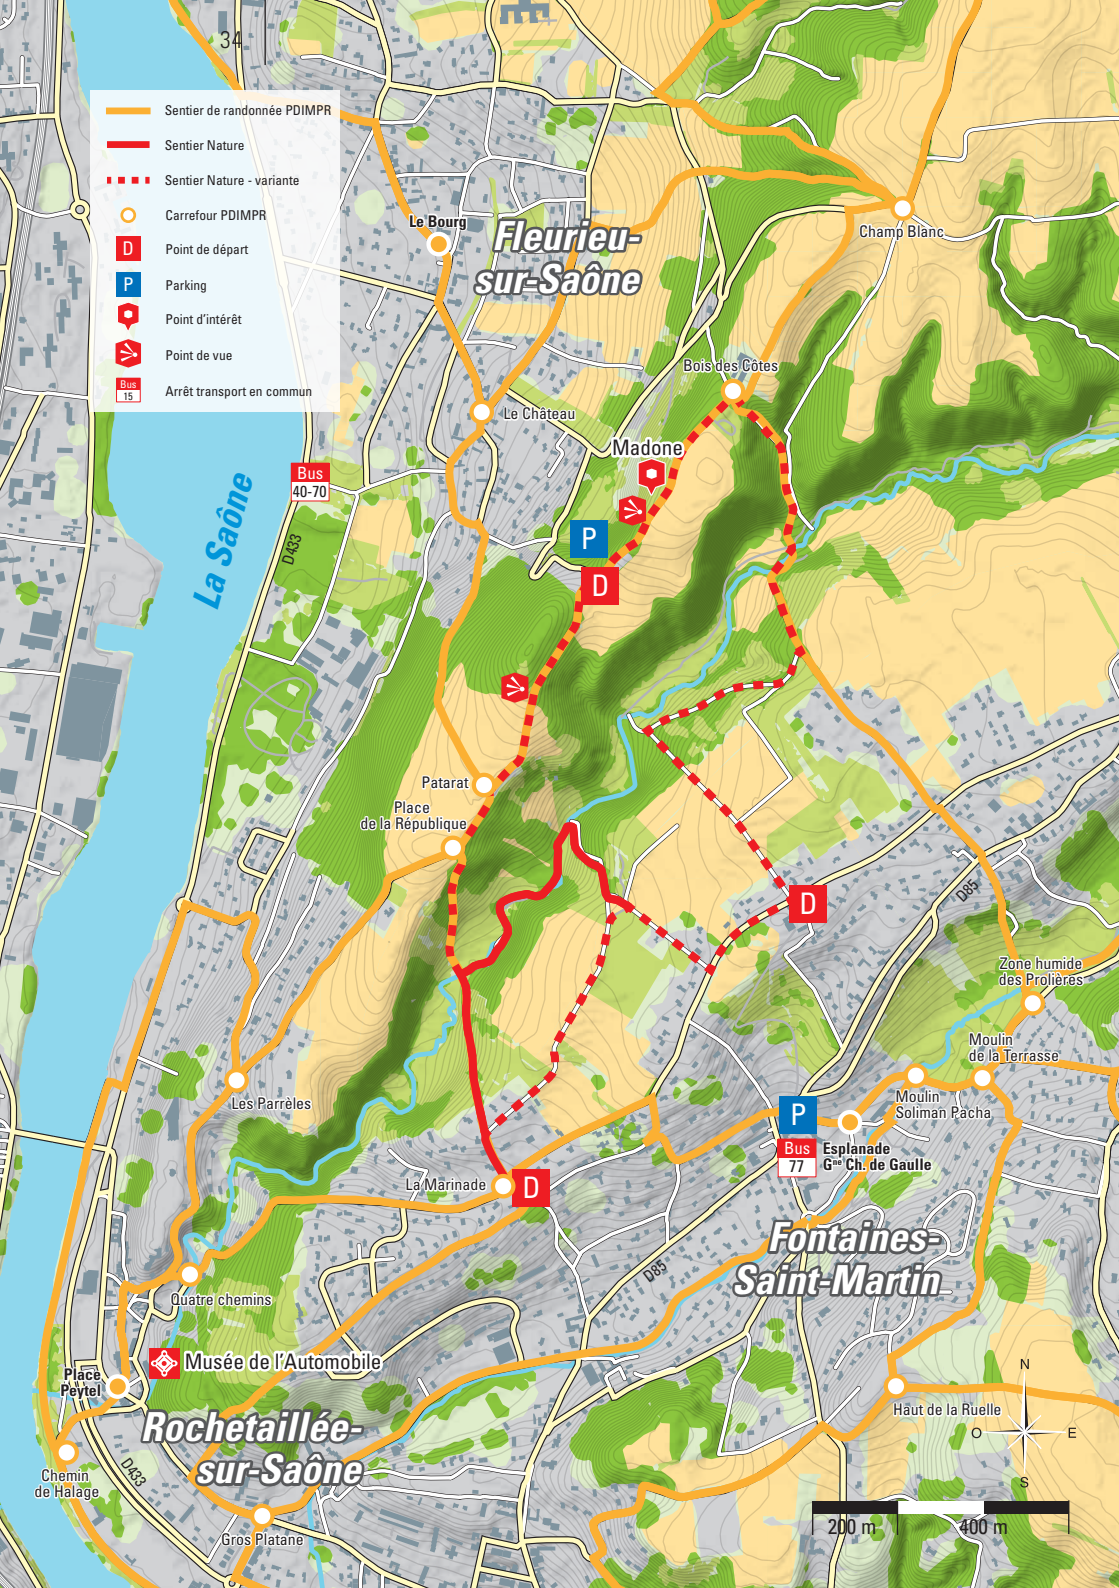 34
Sentier de randonnée PDIMPR
Sentier Nature
Sentier Nature - variante
Carrefour PDIMPR
D Point de départ
P Parking
Point d'intérêt
Point de vue
Bus
15
Arrêt transport en commun
Le Bourg
Fleurieu-
sur-Saône
Champ Blanc
Bois des Côtes
Le Château
Madone
Bus
40-70
La Saône
D433
P
D
Patarat
Place
de la République
D
D85
Zone humide
des Prolières
Moulin
de la Terrasse
Moulin
Soliman Pacha
Les Parrèles
P
Bus
77
Esplanade
Gᵃˡ Ch. de Gaulle
La Marinade
D
Fontaines-
Saint-Martin
D85
Quatre chemins
Musée de l'Automobile
Place
Peytel
N
O
E
S
Haut de la Ruelle
Rochetaillée-
sur-Saône
Chemin
de Halage
D433
Gros Platane
200 m
400 m